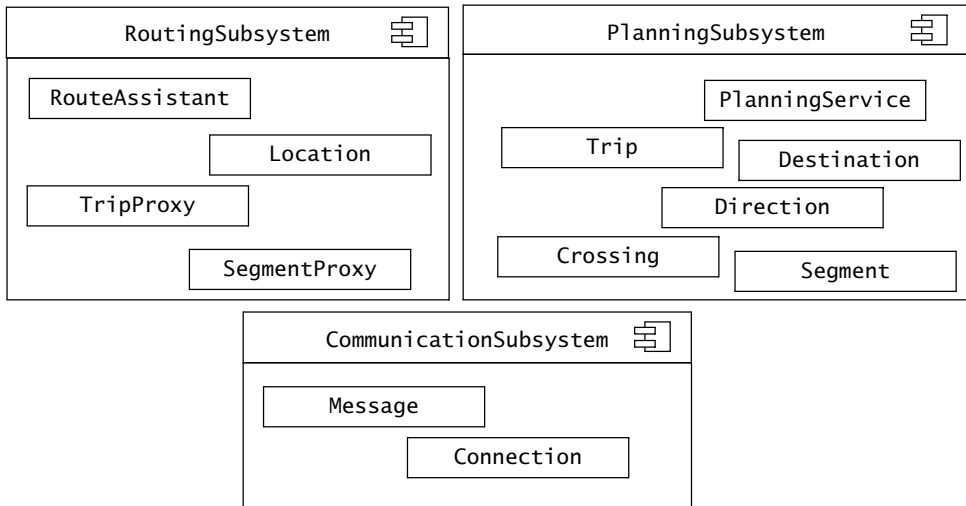 RoutingSubsystem
RouteAssistant
Location
TripProxy
SegmentProxy
PlanningSubsystem
PlanningService
Trip
Destination
Direction
Crossing
Segment
CommunicationSubsystem
Message
Connection